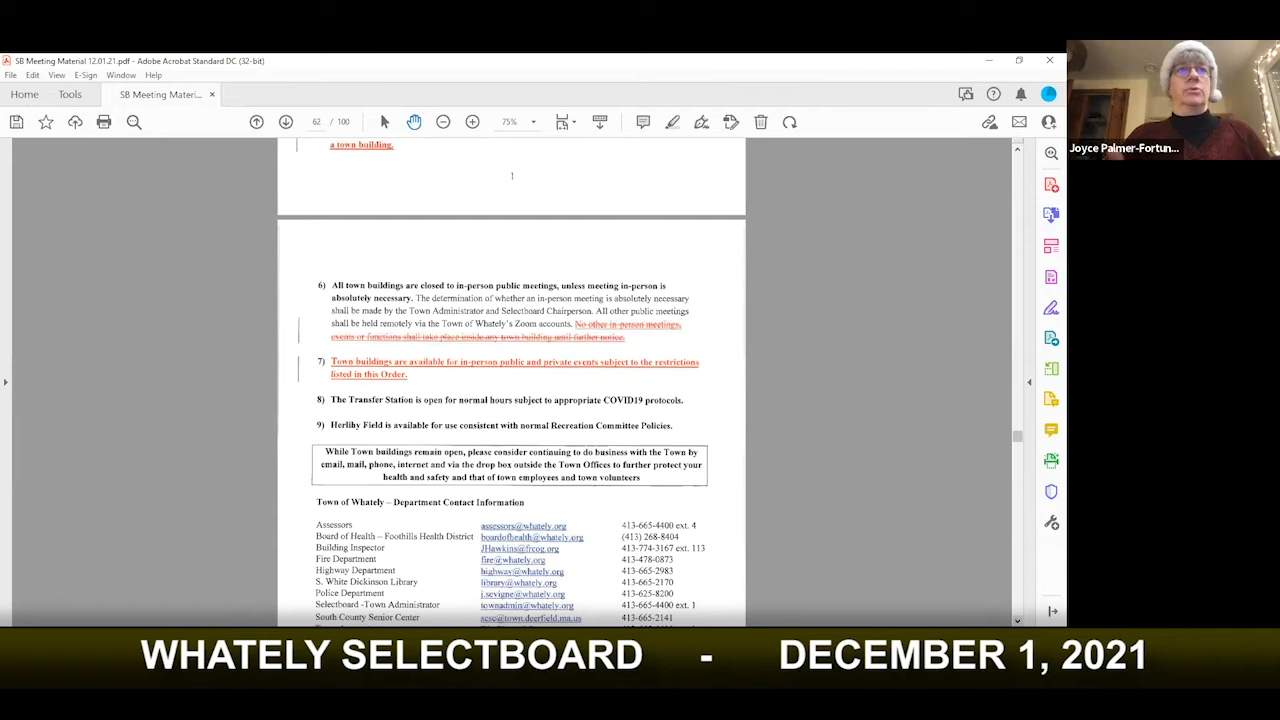 SB Meeting Material 12.01.21.pdf - Adobe Acrobat Standard DC (32-bit)
File Edit View E-Sign Window Help
Home Tools SB Meeting Materi... ×
62 / 100 75%
Joyce Palmer-Fortun...
a town building.
1
6) All town buildings are closed to in-person public meetings, unless meeting in-person is
absolutely necessary. The determination of whether an in-person meeting is absolutely necessary
shall be made by the Town Administrator and Selectboard Chairperson. All other public meetings
shall be held remotely via the Town of Whately's Zoom accounts. No other in-person meetings,
events or functions shall take place inside any town building until further notice.
7) Town buildings are available for in-person public and private events subject to the restrictions
listed in this Order.
8) The Transfer Station is open for normal hours subject to appropriate COVID19 protocols.
9) Herlihy Field is available for use consistent with normal Recreation Committee Policies.
While Town buildings remain open, please consider continuing to do business with the Town by
email, mail, phone, internet and via the drop box outside the Town Offices to further protect your
health and safety and that of town employees and town volunteers
Town of Whately – Department Contact Information
Assessors assessors@whately.org 413-665-4400 ext. 4
Board of Health – Foothills Health District boardofhealth@whately.org (413) 268-8404
Building Inspector JHawkins@frcog.org 413-774-3167 ext. 113
Fire Department fire@whately.org 413-478-0873
Highway Department highway@whately.org 413-665-2983
S. White Dickinson Library library@whately.org 413-665-2170
Police Department j.sevigne@whately.org 413-625-8200
Selectboard -Town Administrator townadmin@whately.org 413-665-4400 ext. 1
South County Senior Center scsc@town.deerfield.ma.us 413-665-2141
WHATELY SELECTBOARD - DECEMBER 1, 2021